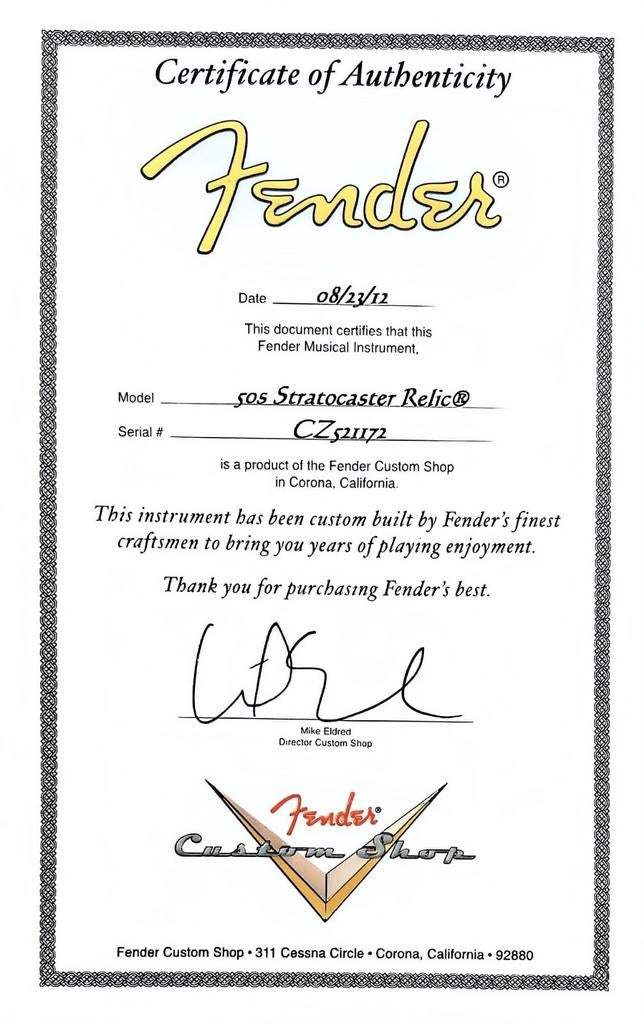 Certificate of Authenticity
Fender®
Date 08/23/12
This document certifies that this
Fender Musical Instrument,
Model 50s Stratocaster Relic®
Serial # CZ521172
is a product of the Fender Custom Shop
in Corona, California.
This instrument has been custom built by Fender's finest
craftsmen to bring you years of playing enjoyment.
Thank you for purchasing Fender's best.
Mike Eldred
Director Custom Shop
Fender®
Custom Shop
Fender Custom Shop • 311 Cessna Circle • Corona, California • 92880